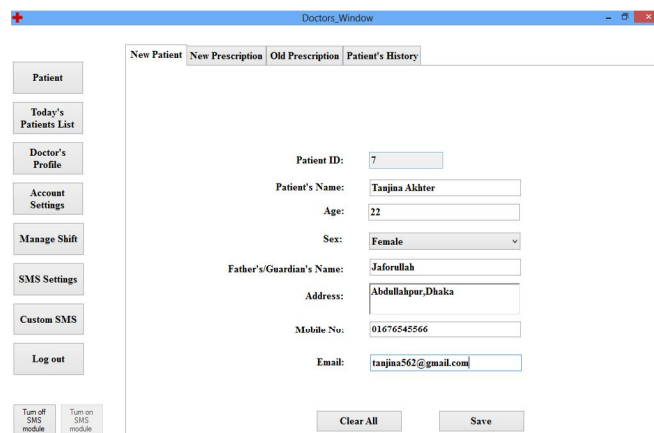 Doctors_Window
New Patient New Prescription Old Prescription Patient's History
Patient
Today's
Patients List
Doctor's
Profile
Account
Settings
Manage Shift
SMS Settings
Custom SMS
Log out
Turn off
SMS
module
Turn on
SMS
module
Patient ID: 7
Patient's Name: Tanjina Akhter
Age: 22
Sex: Female
Father's/Guardian's Name: Jaforullah
Address: Abdullahpur,Dhaka
Mobile No: 01676545566
Email: tanjina562@gmail.com
Clear All Save